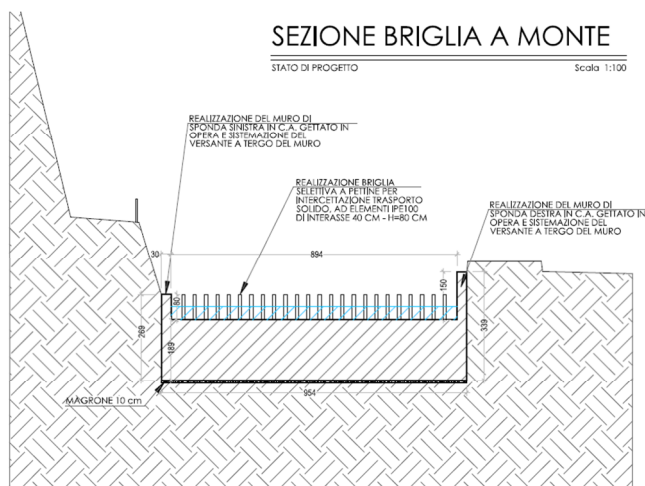 SEZIONE BRIGLIA A MONTE
STATO DI PROGETTO
Scala 1:100
REALIZZAZIONE DEL MURO DI
SPONDA SINISTRA IN C.A. GETTATO IN
OPERA E SISTEMAZIONE DEL
VERSANTE A TERGO DEL MURO
REALIZZAZIONE BRIGLIA
SELETTIVA A PETTINE PER
INTERCETTAZIONE TRASPORTO
SOLIDO, AD ELEMENTI IPE100
DI INTERASSE 40 CM - H=80 CM
REALIZZAZIONE DEL MURO DI
SPONDA DESTRA IN C.A. GETTATO IN
OPERA E SISTEMAZIONE DEL
VERSANTE A TERGO DEL MURO
30
894
150
80
269
189
339
MAGRONE 10 cm
954